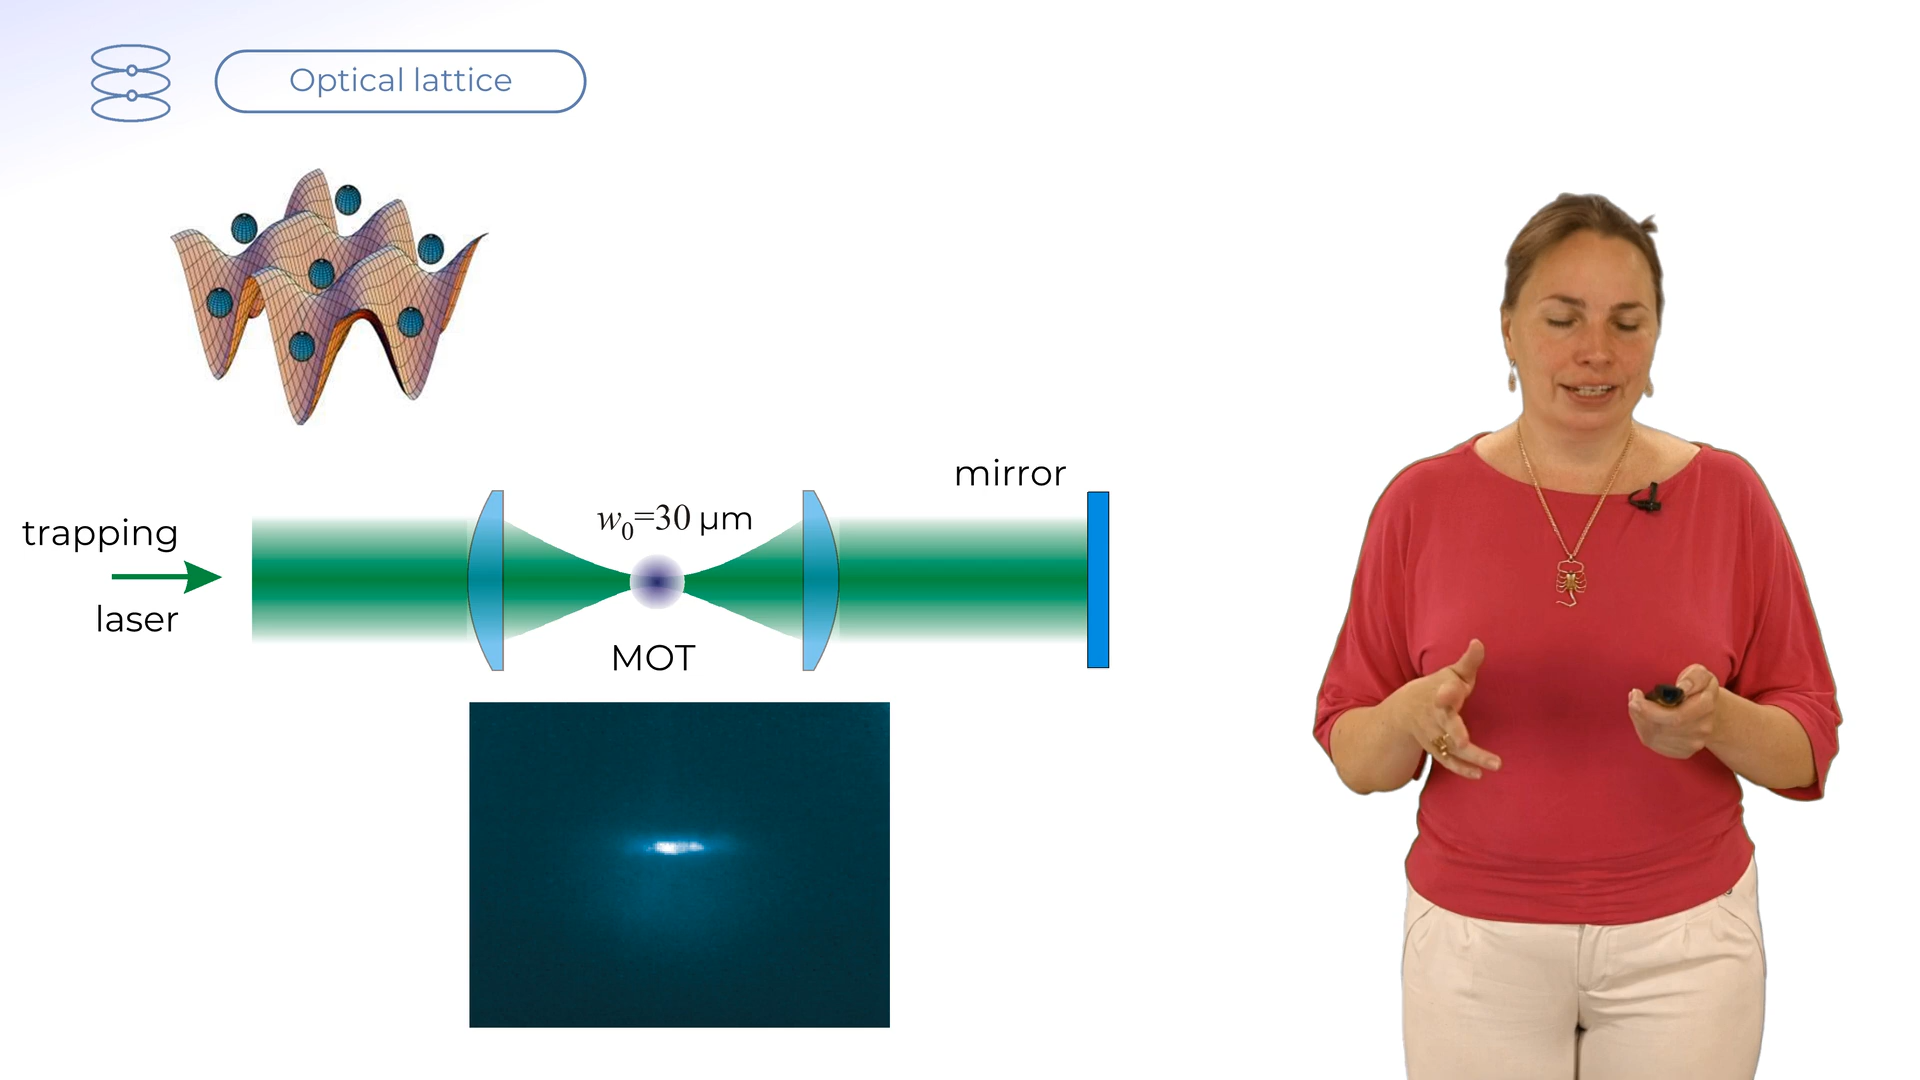 Optical lattice
mirror
w₀=30 µm
trapping
laser
MOT